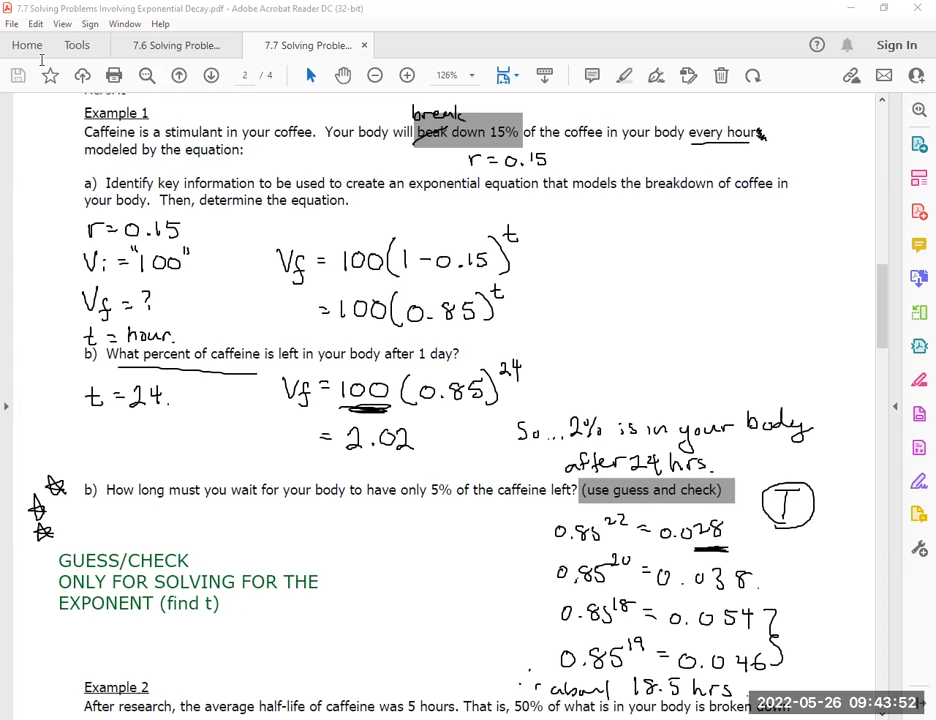 7.7 Solving Problems Involving Exponential Decay.pdf - Adobe Acrobat Reader DC (32-bit)
File Edit View Sign Window Help
Home Tools 7.6 Solving Proble... 7.7 Solving Proble... × Sign In
2 / 4 126%
Example 1
break
Caffeine is a stimulant in your coffee. Your body will beak down 15% of the coffee in your body every hours,
modeled by the equation:
r = 0.15
a) Identify key information to be used to create an exponential equation that models the breakdown of coffee in
your body. Then, determine the equation.
r = 0.15
Vi = "100"
Vf = 100(1 - 0.15)^t
Vf = ?
= 100(0.85)^t
t = hour.
b) What percent of caffeine is left in your body after 1 day?
t = 24.
Vf = 100 (0.85)^24
= 2.02
So... 2% is in your body
after 24 hrs.
b) How long must you wait for your body to have only 5% of the caffeine left? (use guess and check)
T
0.85^22 = 0.028
GUESS/CHECK
ONLY FOR SOLVING FOR THE
EXPONENT (find t)
0.85^20 = 0.038.
0.85^18 = 0.054
0.85^19 = 0.046
about 18.5 hrs
Example 2
After research, the average half-life of caffeine was 5 hours. That is, 50% of what is in your body is broken down
2022-05-26 09:43:52